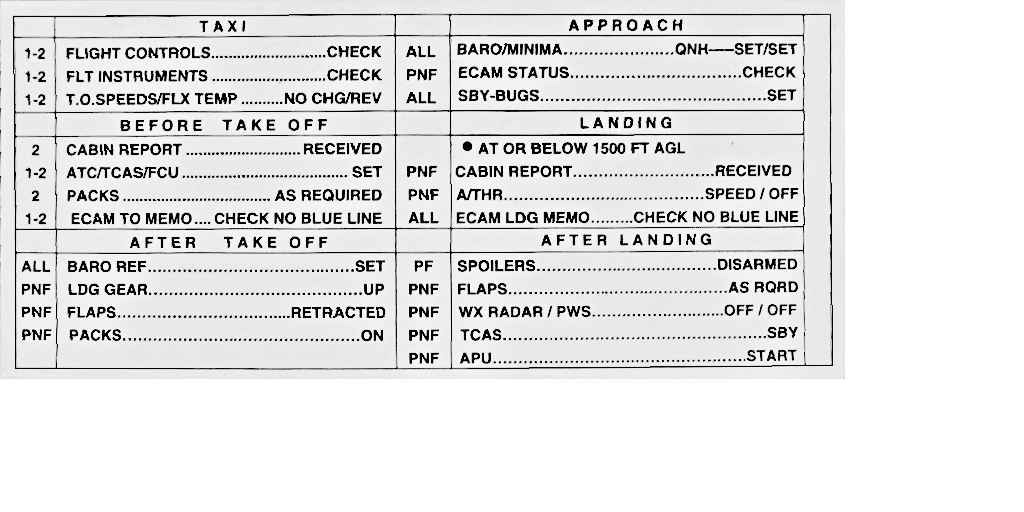 TAXI
1-2 FLIGHT CONTROLS...........................CHECK
1-2 FLT INSTRUMENTS ...........................CHECK
1-2 T.O.SPEEDS/FLX TEMP ..........NO CHG/REV
BEFORE TAKE OFF
2 CABIN REPORT ...........................RECEIVED
1-2 ATC/TCAS/FCU ....................................... SET
2 PACKS ................................... AS REQUIRED
1-2 ECAM TO MEMO.... CHECK NO BLUE LINE
AFTER TAKE OFF
ALL BARO REF........................................SET
PNF LDG GEAR..........................................UP
PNF FLAPS.................................RETRACTED
PNF PACKS..............................................ON
APPROACH
ALL BARO/MINIMA......................QNH—SET/SET
PNF ECAM STATUS.................................CHECK
ALL SBY-BUGS............................................SET
LANDING
• AT OR BELOW 1500 FT AGL
PNF CABIN REPORT...........................RECEIVED
PNF A/THR.......................................SPEED / OFF
ALL ECAM LDG MEMO.........CHECK NO BLUE LINE
AFTER LANDING
PF SPOILERS...................................DISARMED
PNF FLAPS..........................................AS RQRD
PNF WX RADAR / PWS..........................OFF / OFF
PNF TCAS...................................................SBY
PNF APU.................................................START